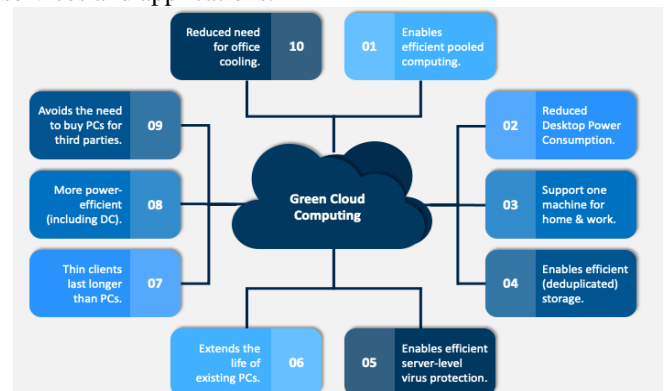 services and applications.
Reduced need
for office
cooling.
10
01
Enables
efficient pooled
computing.
Avoids the need
to buy PCs for
third parties.
09
02
Reduced
Desktop Power
Consumption.
More power-
efficient
(including DC).
08
Green Cloud
Computing
03
Support one
machine for
home & work.
Thin clients
last longer
than PCs.
07
04
Enables efficient
(deduplicated)
storage.
Extends the
life of
existing PCs.
06
05
Enables efficient
server-level
virus protection.